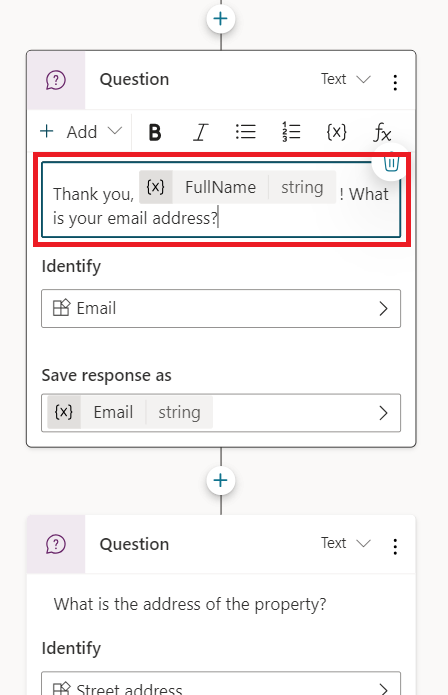 Question Text
+ Add B I {x} fx
Thank you, {x} FullName string ! What
is your email address?
Identify
Email
Save response as
{x} Email string
Question Text
What is the address of the property?
Identify
Street address